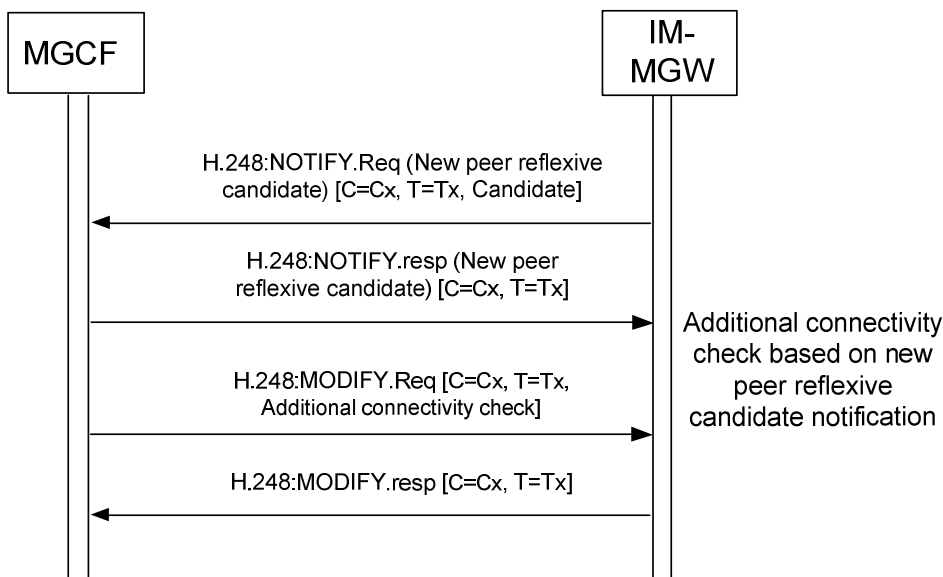 MGCF
IM-
MGW
H.248:NOTIFY.Req (New peer reflexive
candidate) [C=Cx, T=Tx, Candidate]
H.248:NOTIFY.resp (New peer
reflexive candidate) [C=Cx, T=Tx]
Additional connectivity
check based on new
peer reflexive
candidate notification
H.248:MODIFY.Req [C=Cx, T=Tx,
Additional connectivity check]
H.248:MODIFY.resp [C=Cx, T=Tx]